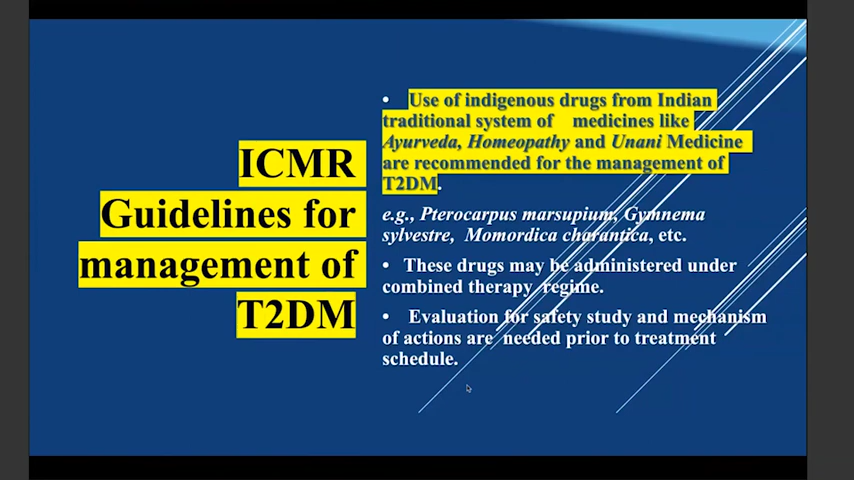 ICMR
Guidelines for
management of
T2DM
• Use of indigenous drugs from Indian
traditional system of medicines like
Ayurveda, Homeopathy and Unani Medicine
are recommended for the management of
T2DM.
e.g., Pterocarpus marsupium, Gymnema
sylvestre, Momordica charantica, etc.
• These drugs may be administered under
combined therapy regime.
• Evaluation for safety study and mechanism
of actions are needed prior to treatment
schedule.